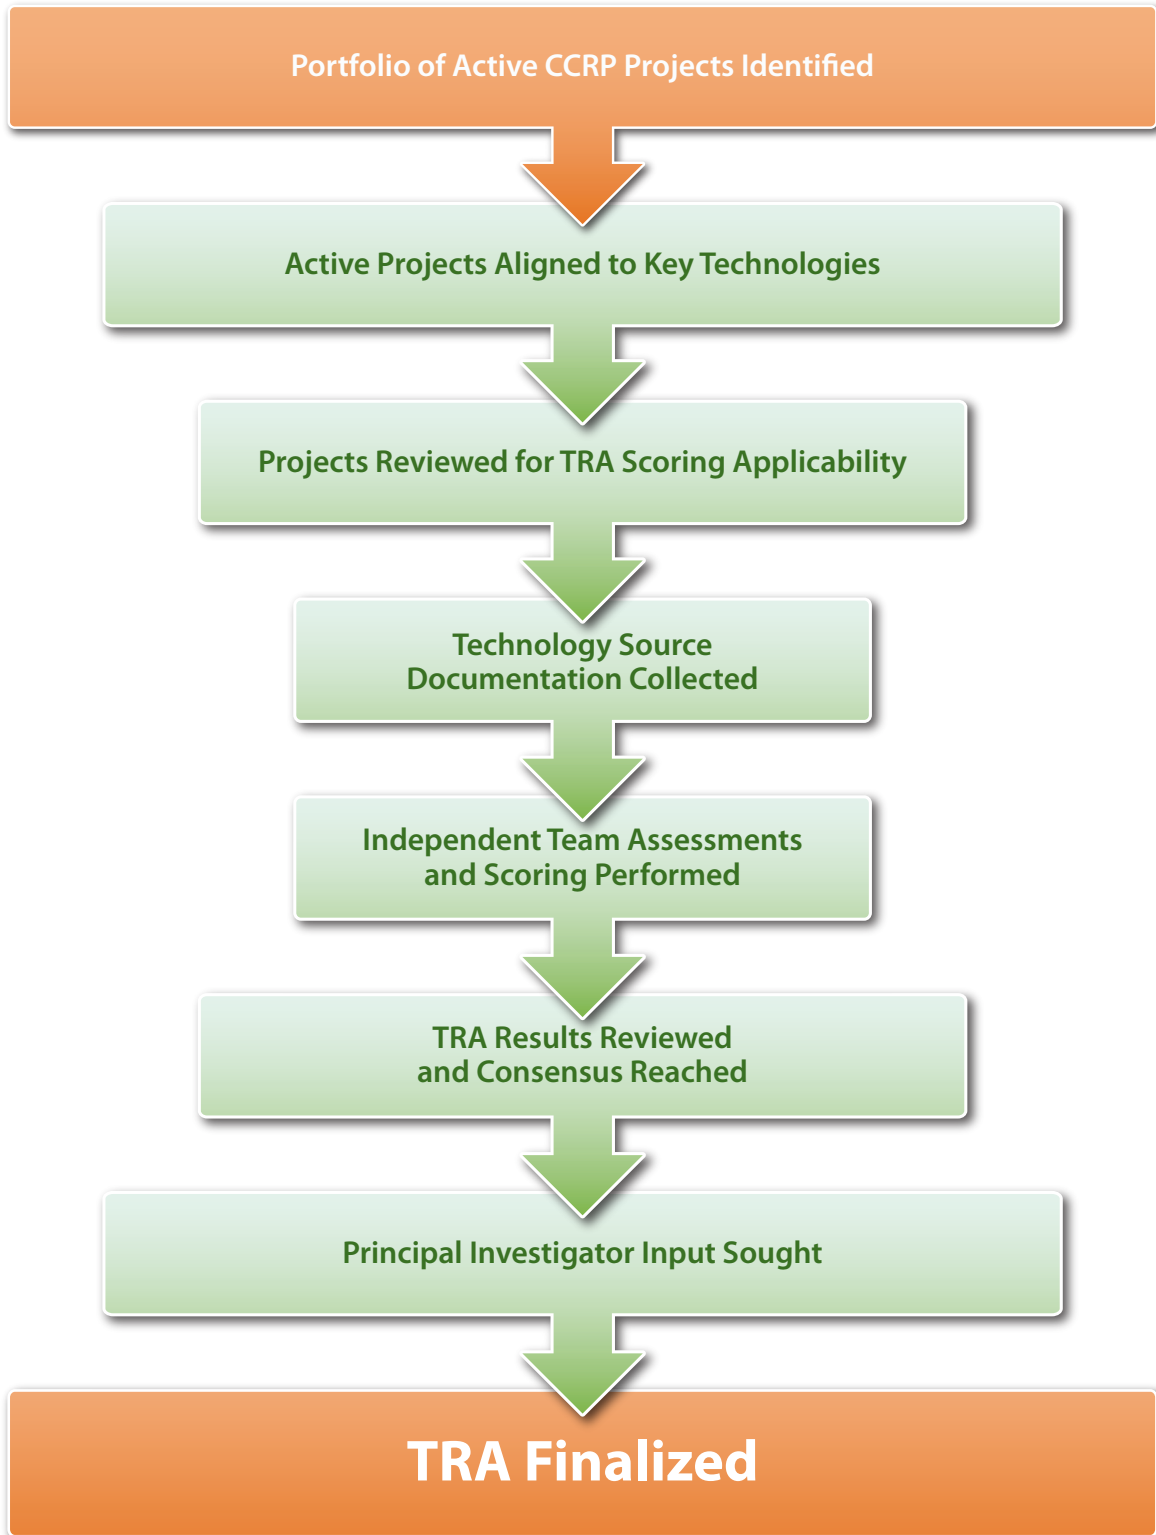 Portfolio of Active CCRP Projects Identified
Active Projects Aligned to Key Technologies
Projects Reviewed for TRA Scoring Applicability
Technology Source
Documentation Collected
Independent Team Assessments
and Scoring Performed
TRA Results Reviewed
and Consensus Reached
Principal Investigator Input Sought
TRA Finalized